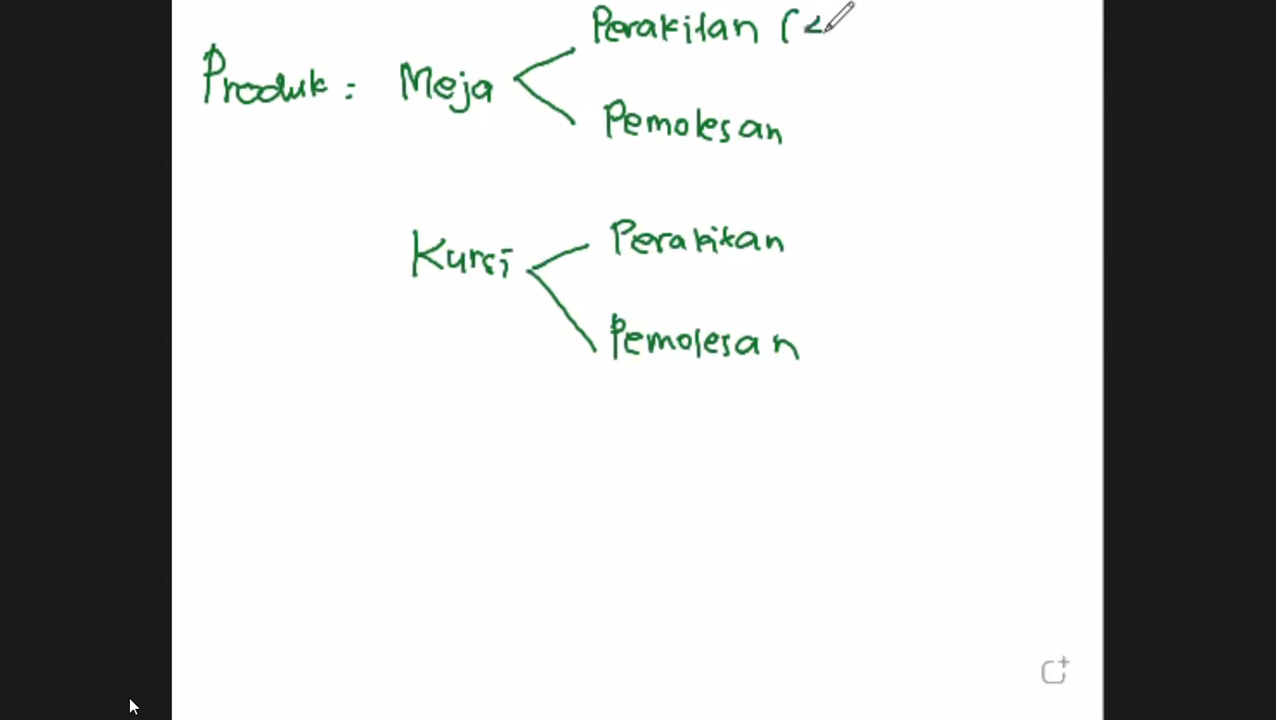 Perakitan (
Produk : Meja
Pemolesan
Kursi Perakitan
Pemolesan